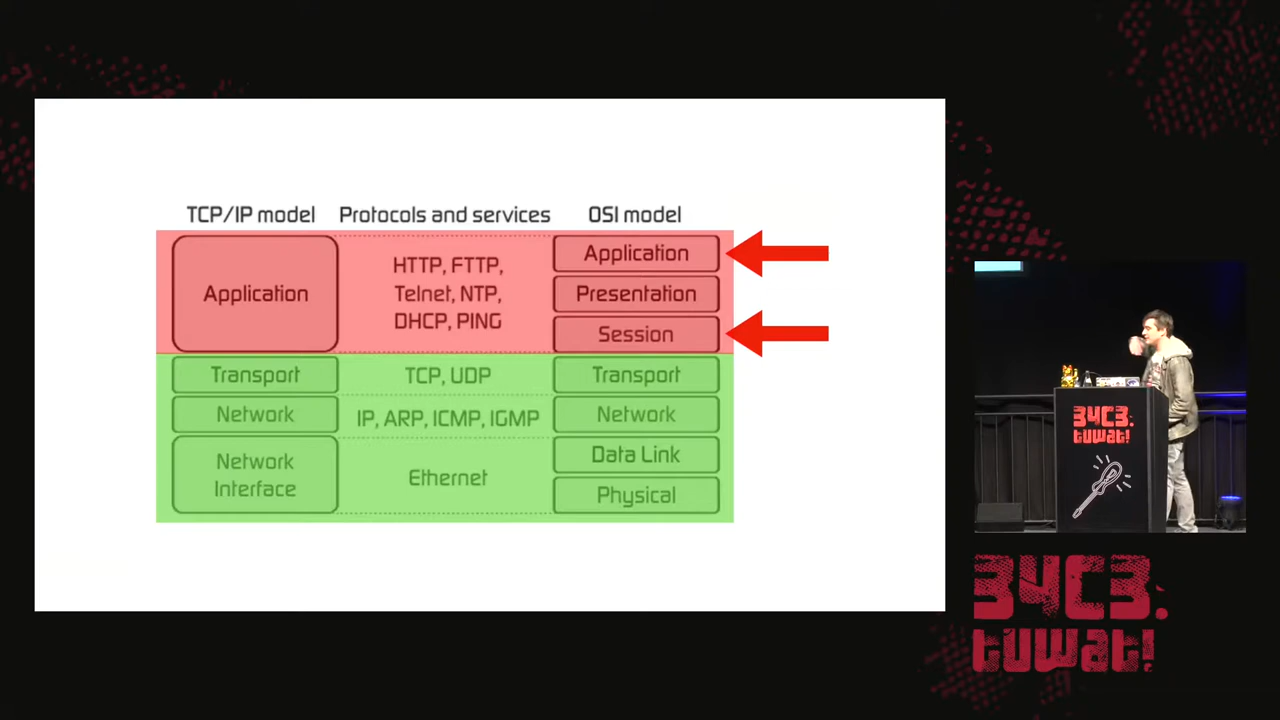 TCP/IP model Protocols and services OSI model
Application
HTTP, FTTP,
Telnet, NTP,
DHCP, PING
Application
Presentation
Session
Transport TCP, UDP Transport
Network IP, ARP, ICMP, IGMP Network
Network
Interface
Ethernet
Data Link
Physical
34C3.
tuwat!
34C3.
tuwat!